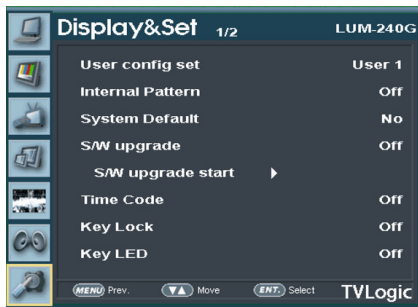 Display&Set 1/2 LUM-240G
User config set User 1
Internal Pattern Off
System Default No
S/W upgrade Off
S/W upgrade start
Time Code Off
Key Lock Off
Key LED Off
MENU Prev. ▼▲ Move ENT. Select TVLogic